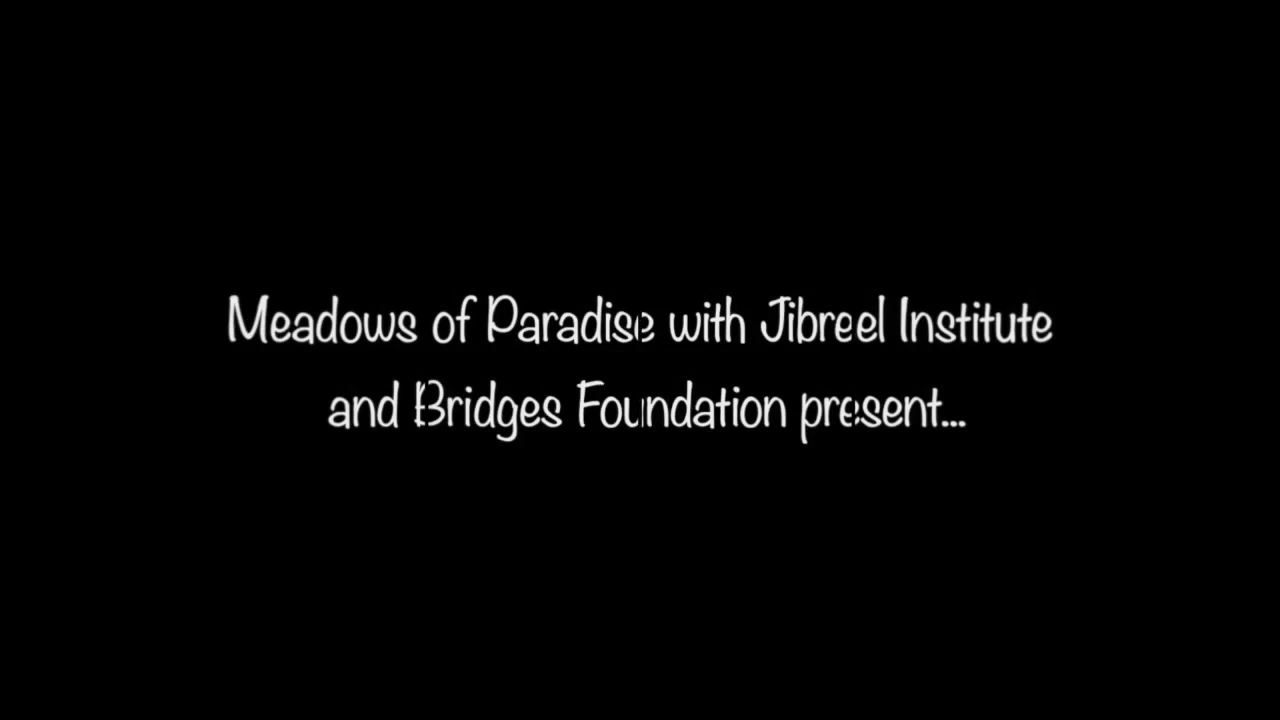 Meadows of Paradise with Jibreel Institute
and Bridges Foundation present...